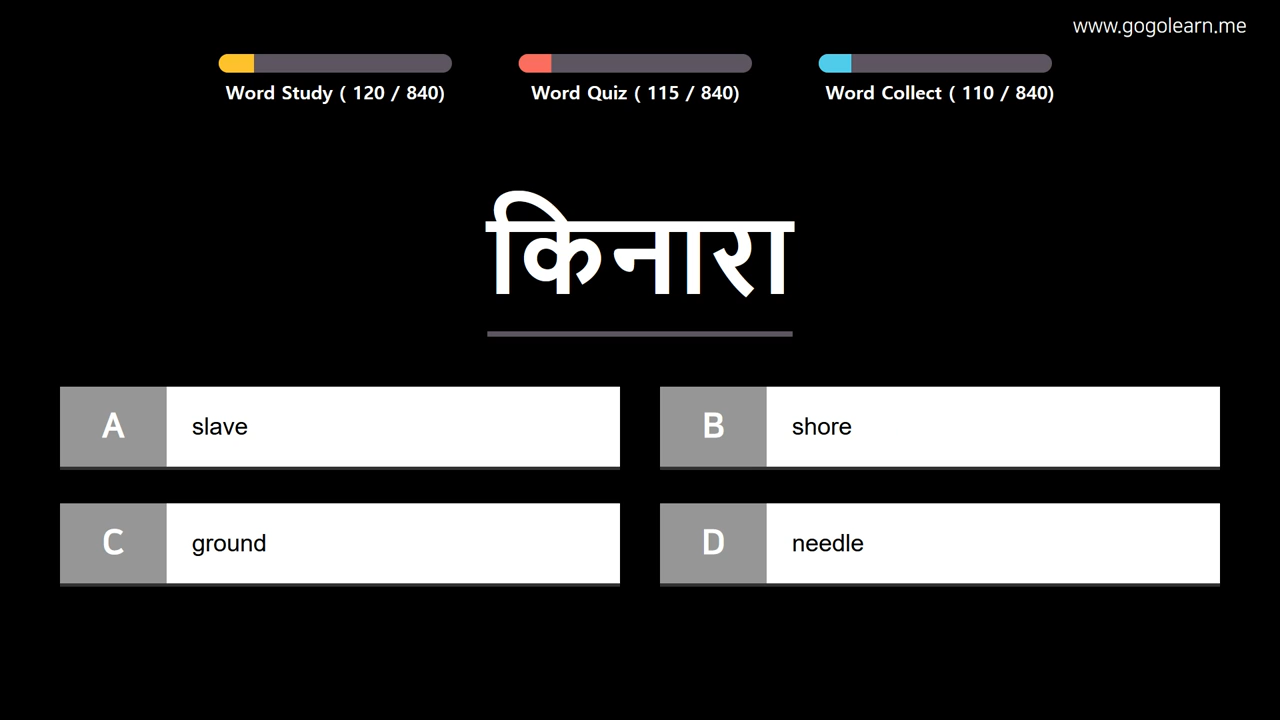 www.gogolearn.me
Word Study ( 120 / 840)
Word Quiz ( 115 / 840)
Word Collect ( 110 / 840)
किनारा
A slave
B shore
C ground
D needle